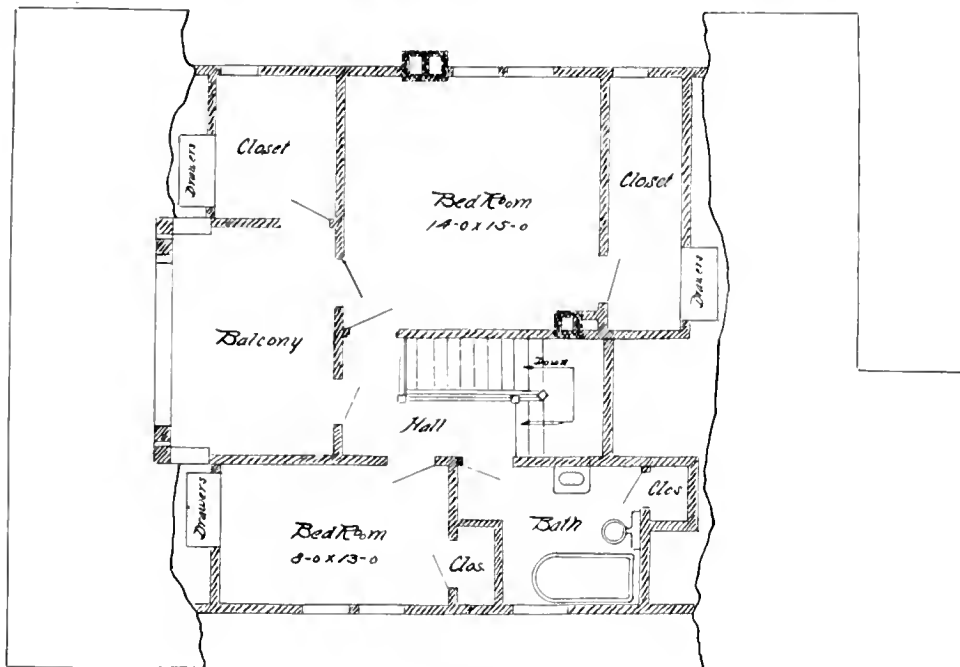 Closet
Drawers
Bed Room
14-0 x 15-0
Closet
Drawers
Balcony
Down
Hall
Drawers
Bed Room
8-0 x 13-0
Clos.
Bath
Clos